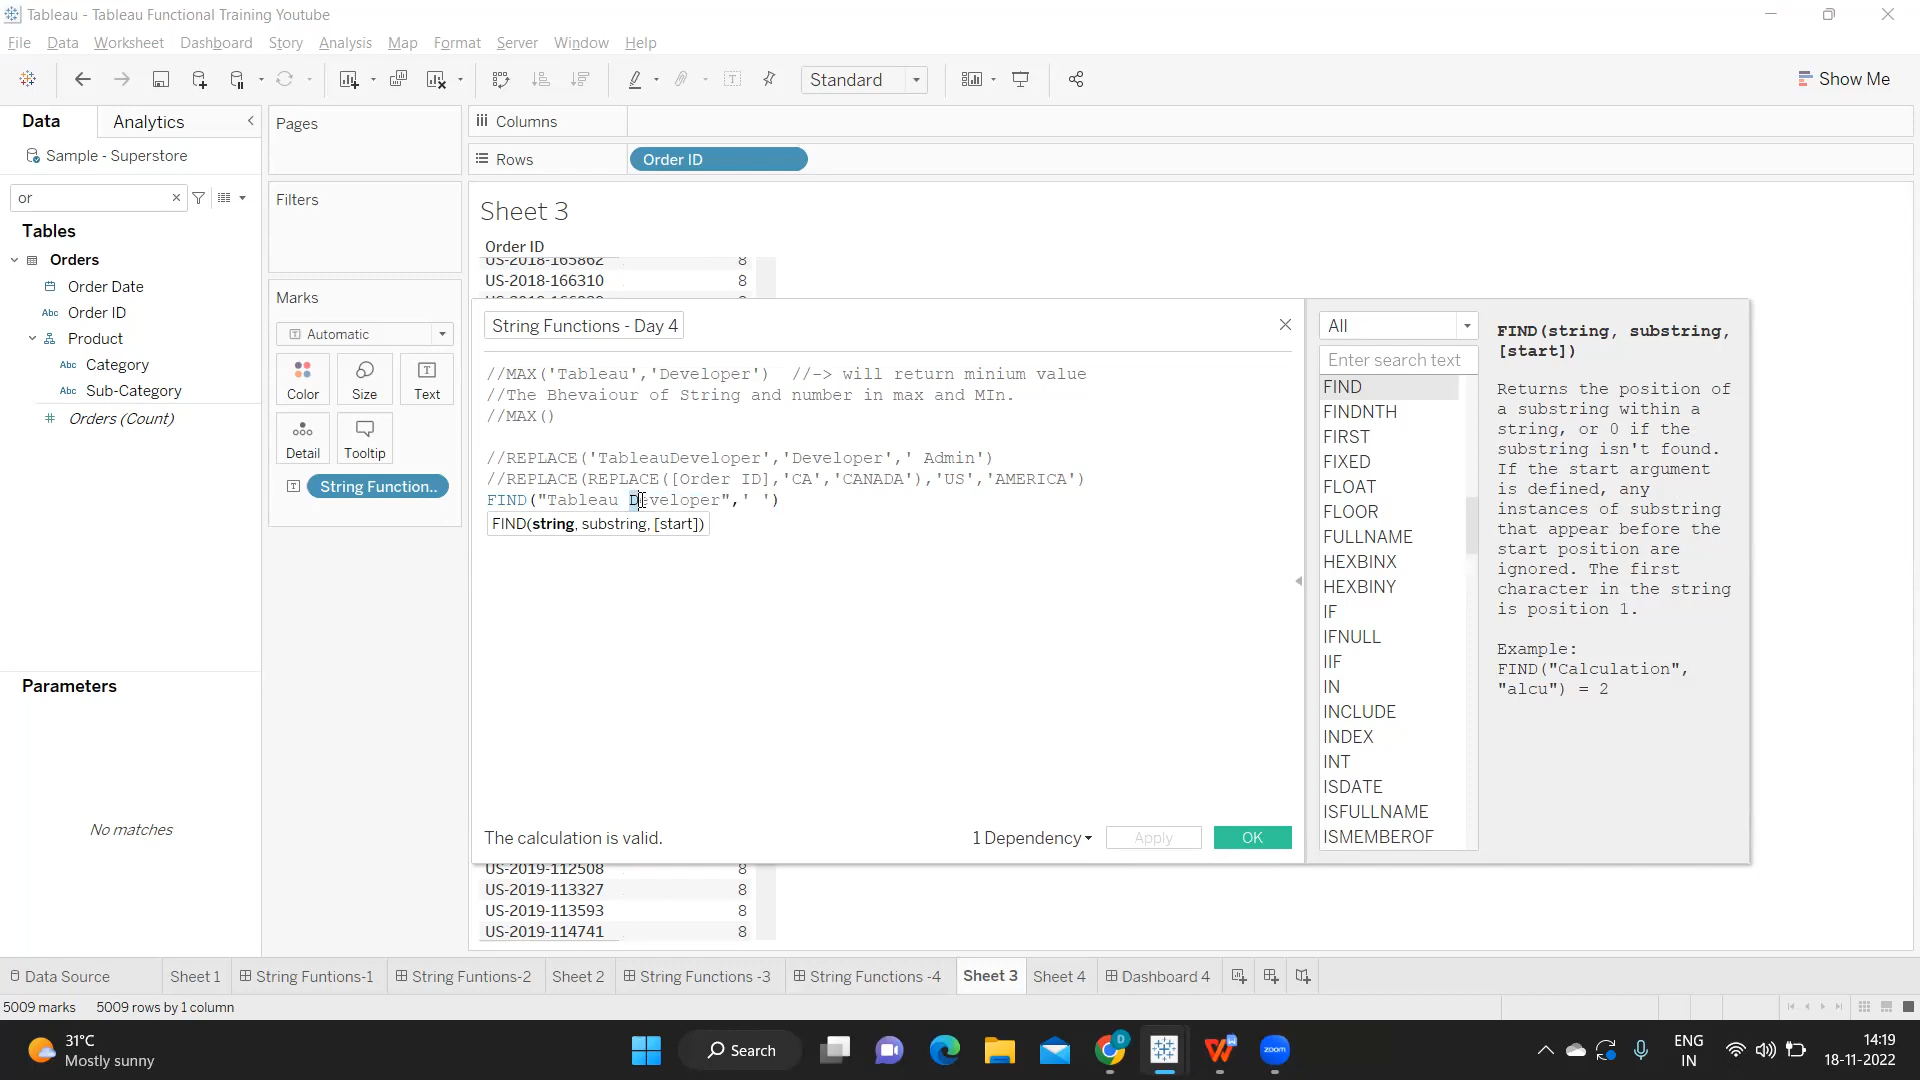 Tableau - Tableau Functional Training Youtube
File Data Worksheet Dashboard Story Analysis Map Format Server Window Help
Standard
Show Me
Data
Analytics
Pages
Columns
Sample - Superstore
Rows
Order ID
or
Filters
Tables
Sheet 3
Orders
Order ID
US-2018-165862 8
Order Date
US-2018-166310 8
Abc Order ID
Marks
Product
Automatic
Abc Category
Abc Sub-Category
Color
Size
Text
Orders (Count)
Detail
Tooltip
String Function..
String Functions - Day 4
//MAX('Tableau','Developer') //-> will return minium value
//The Bhevaiour of String and number in max and MIn.
//MAX()
//REPLACE('TableauDeveloper','Developer',' Admin')
//REPLACE(REPLACE([Order ID],'CA','CANADA'),'US','AMERICA')
FIND("Tableau Developer",' ')
FIND(string, substring, [start])
The calculation is valid.
1 Dependency
Apply
OK
All
Enter search text
FIND
FINDNTH
FIRST
FIXED
FLOAT
FLOOR
FULLNAME
HEXBINX
HEXBINY
IF
IFNULL
IIF
IN
INCLUDE
INDEX
INT
ISDATE
ISFULLNAME
ISMEMBEROF
FIND(string, substring,
[start])
Returns the position of
a substring within a
string, or 0 if the
substring isn't found.
If the start argument
is defined, any
instances of substring
that appear before the
start position are
ignored. The first
character in the string
is position 1.
Example:
FIND("Calculation",
"alcu") = 2
Parameters
No matches
US-2019-112508 8
US-2019-113327 8
US-2019-113593 8
US-2019-114741 8
Data Source
Sheet 1
String Funtions-1
String Funtions-2
Sheet 2
String Functions -3
String Functions -4
Sheet 3
Sheet 4
Dashboard 4
5009 marks 5009 rows by 1 column
31°C
Mostly sunny
Search
D
W
zoom
ENG
IN
14:19
18-11-2022